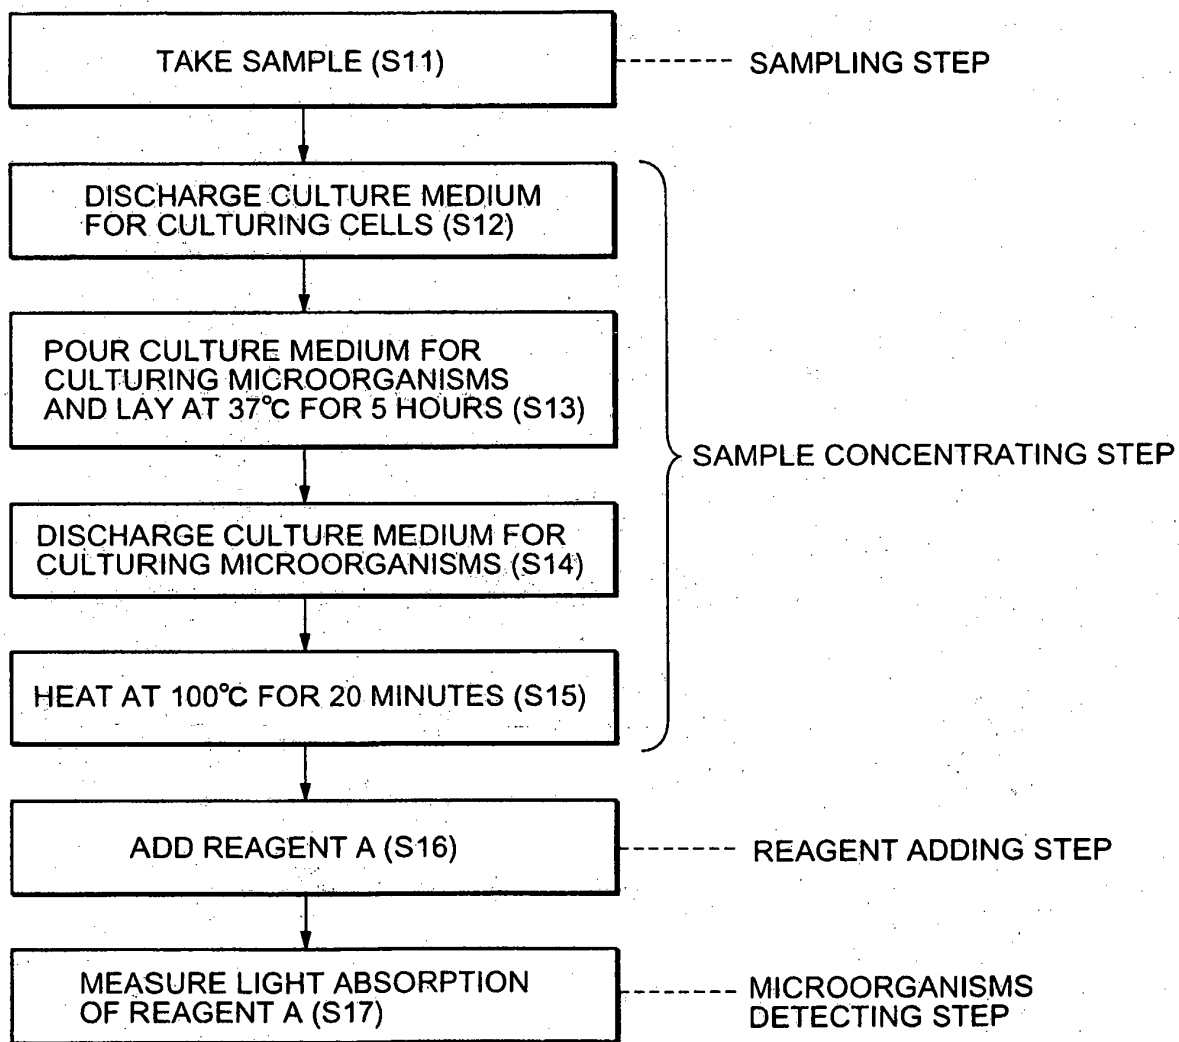 TAKE SAMPLE (S11)
SAMPLING STEP
DISCHARGE CULTURE MEDIUM
FOR CULTURING CELLS (S12)
POUR CULTURE MEDIUM FOR
CULTURING MICROORGANISMS
AND LAY AT 37°C FOR 5 HOURS (S13)
SAMPLE CONCENTRATING STEP
DISCHARGE CULTURE MEDIUM FOR
CULTURING MICROORGANISMS (S14)
HEAT AT 100°C FOR 20 MINUTES (S15)
ADD REAGENT A (S16)
REAGENT ADDING STEP
MEASURE LIGHT ABSORPTION
OF REAGENT A (S17)
MICROORGANISMS
DETECTING STEP